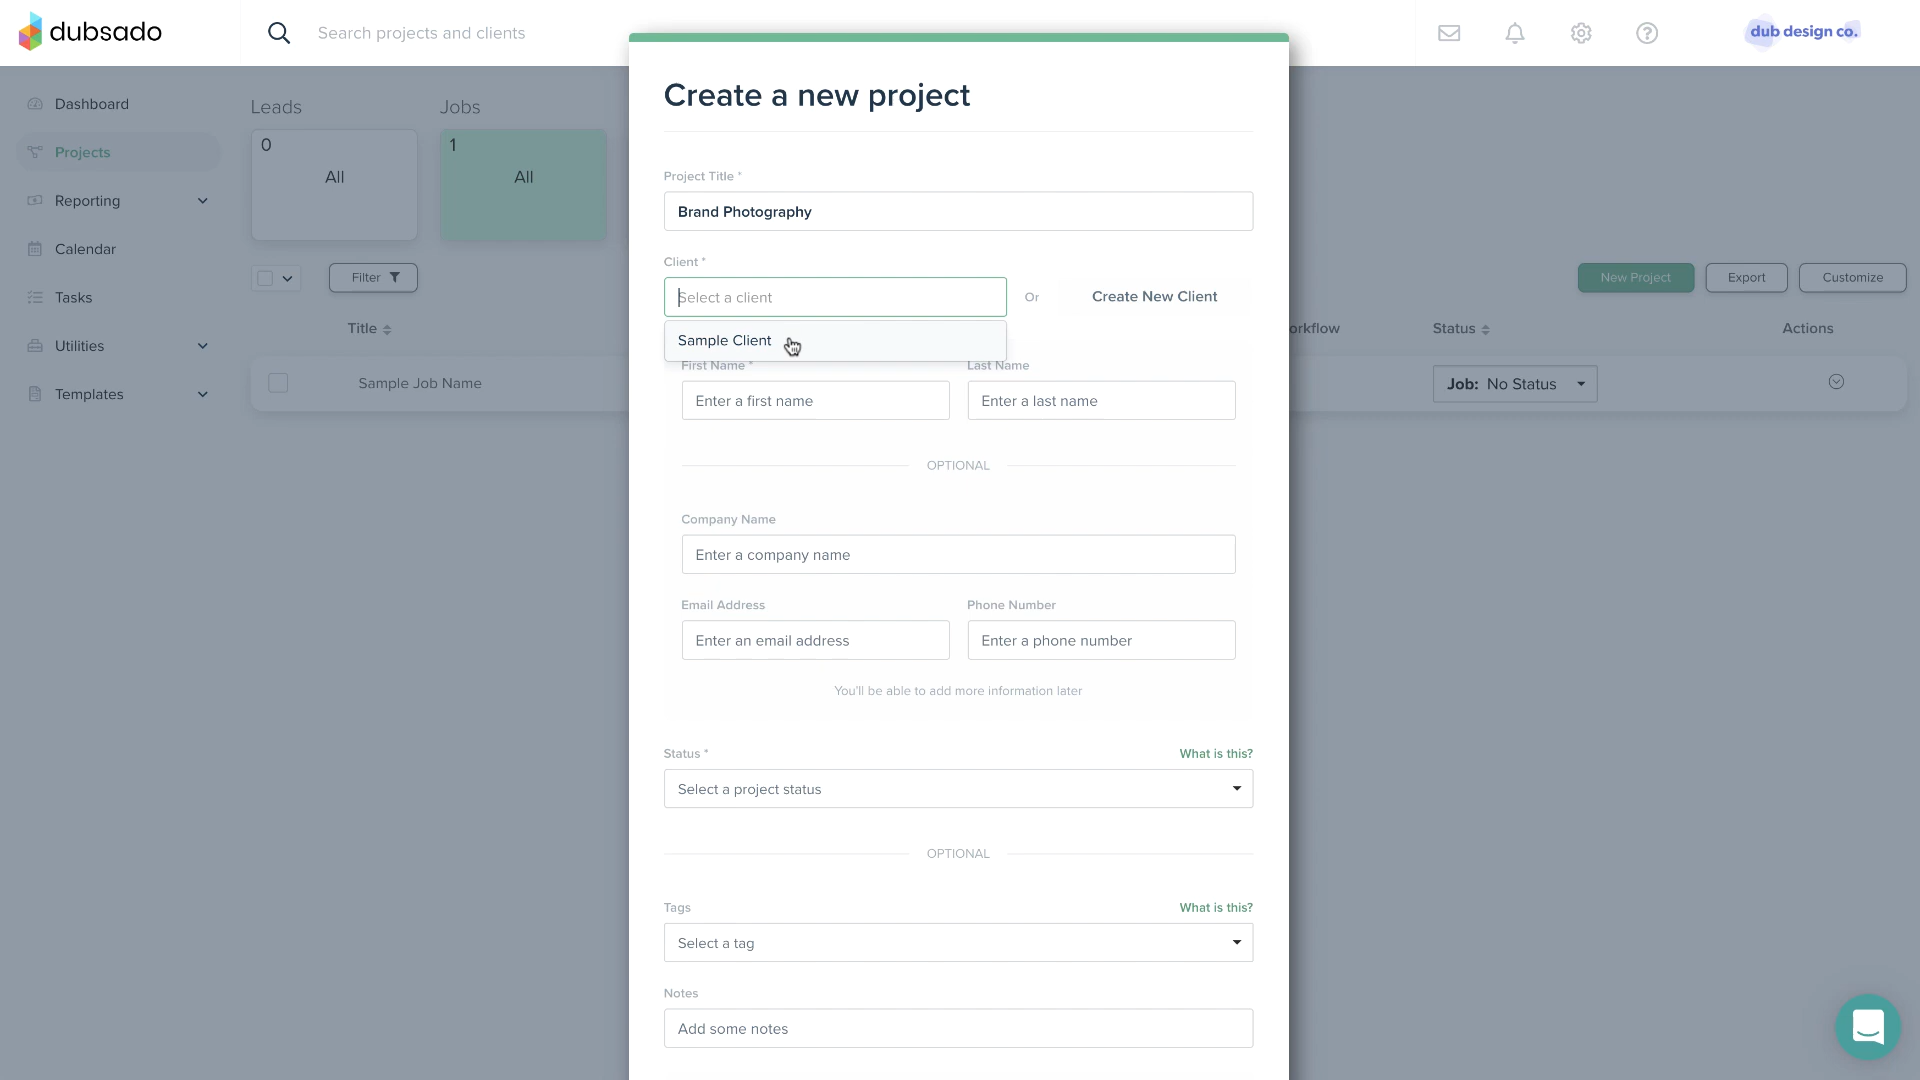 dubsado
Search projects and clients
dub design co.
Dashboard
Projects
Reporting
Calendar
Tasks
Utilities
Templates
Leads
0
All
Jobs
1
All
Filter
New Project
Export
Customize
Title
orkflow
Status
Actions
Sample Job Name
Job: No Status
Create a new project
Project Title *
Brand Photography
Client *
Select a client
Or
Create New Client
Sample Client
First Name *
Last Name
Enter a first name
Enter a last name
OPTIONAL
Company Name
Enter a company name
Email Address
Phone Number
Enter an email address
Enter a phone number
You'll be able to add more information later
Status *
What is this?
Select a project status
OPTIONAL
Tags
What is this?
Select a tag
Notes
Add some notes